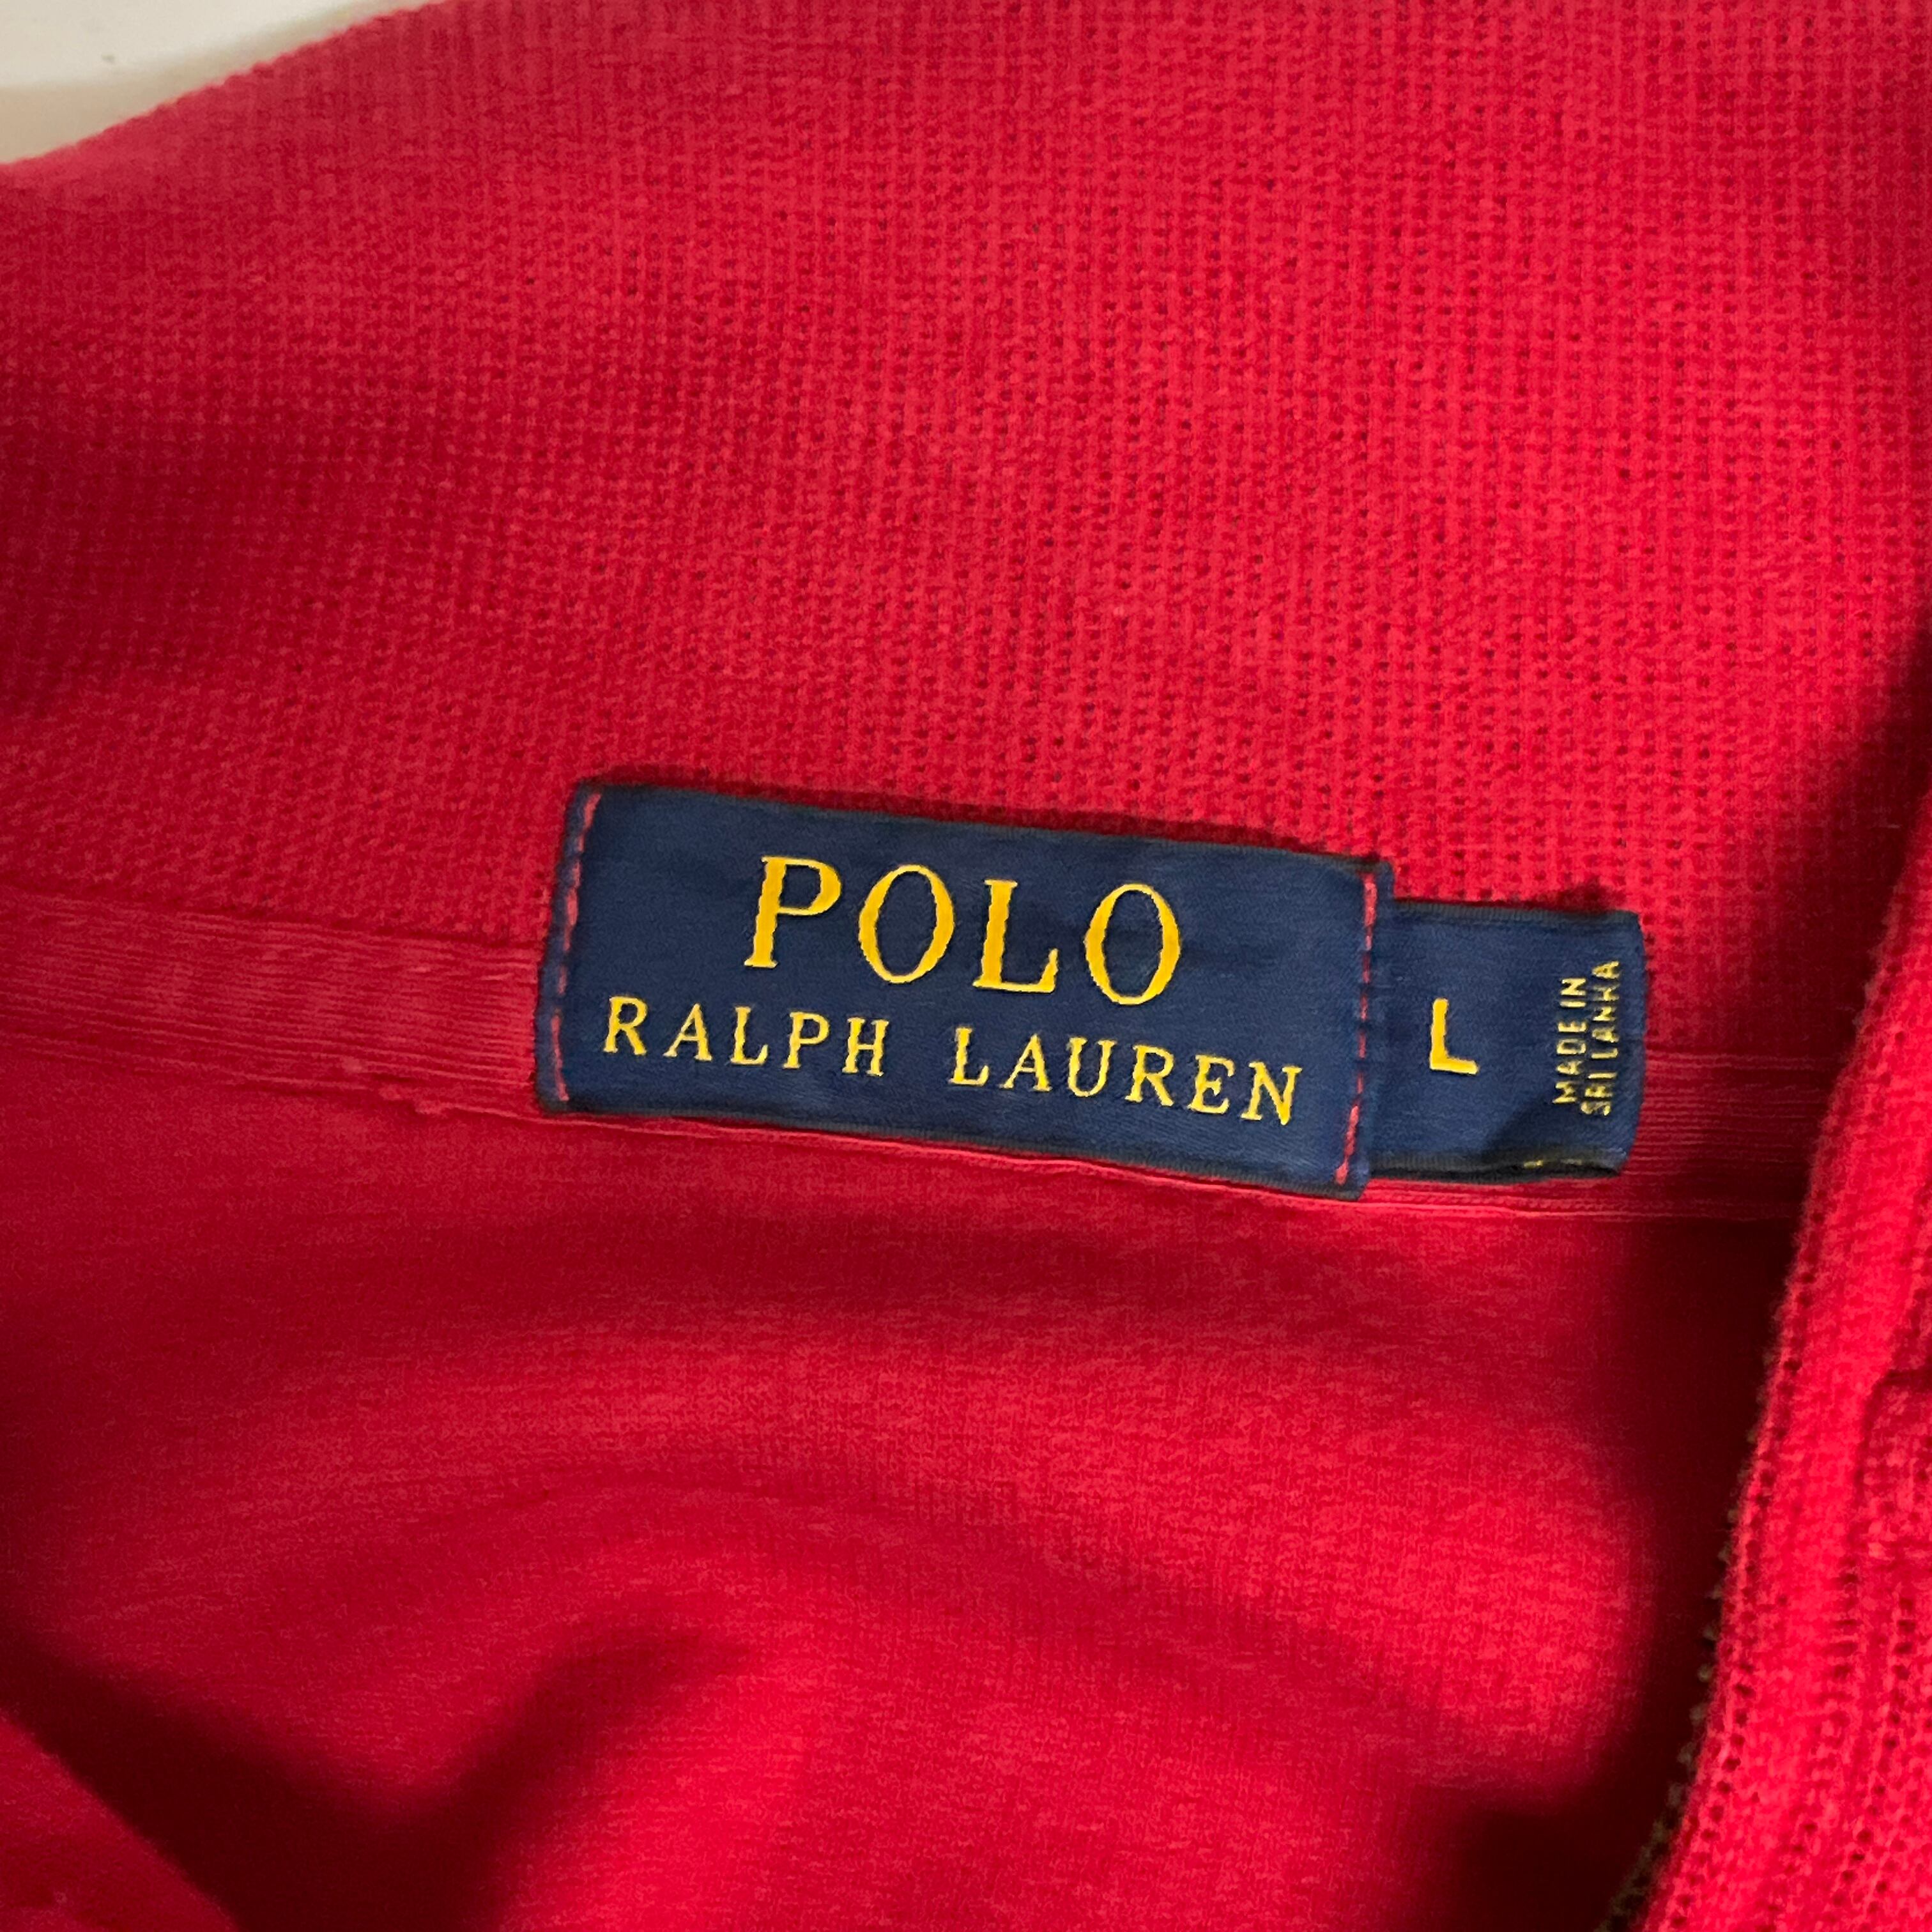 POLO
RALPH LAUREN
L
MADE IN
SRI LANKA